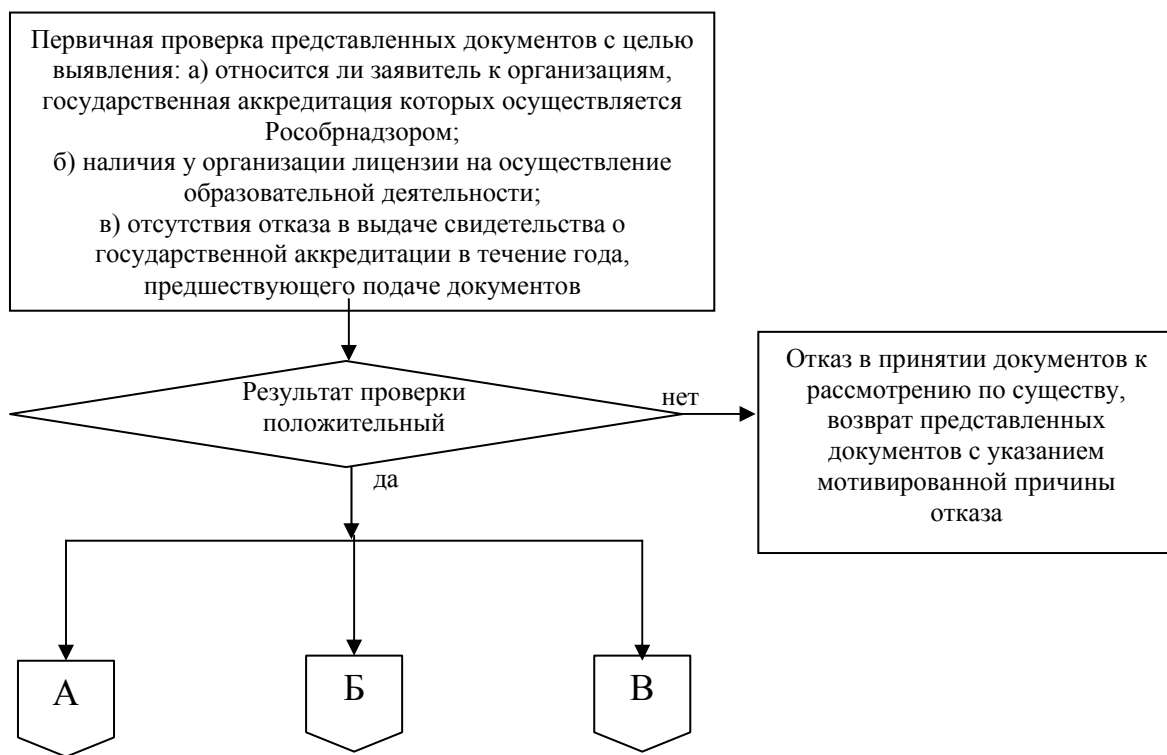 Первичная проверка представленных документов с целью
выявления: а) относится ли заявитель к организациям,
государственная аккредитация которых осуществляется
Рособрнадзором;
б) наличия у организации лицензии на осуществление
образовательной деятельности;
в) отсутствия отказа в выдаче свидетельства о
государственной аккредитации в течение года,
предшествующего подаче документов
Результат проверки
положительный
нет
Отказ в принятии документов к
рассмотрению по существу,
возврат представленных
документов с указанием
мотивированной причины
отказа
да
А
Б
В